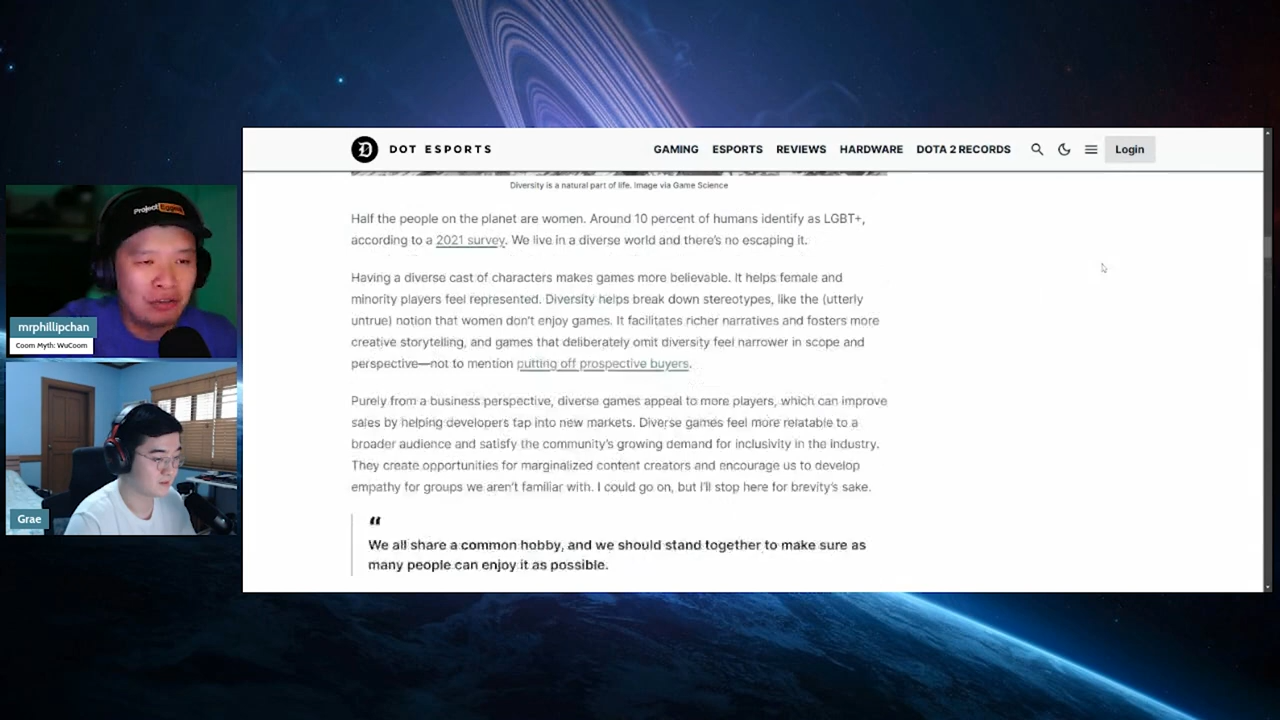 DOT ESPORTS
GAMING ESPORTS REVIEWS HARDWARE DOTA 2 RECORDS Login
Diversity is a natural part of life. Image via Game Science
Half the people on the planet are women. Around 10 percent of humans identify as LGBT+,
according to a 2021 survey. We live in a diverse world and there's no escaping it.
Having a diverse cast of characters makes games more believable. It helps female and
minority players feel represented. Diversity helps break down stereotypes, like the (utterly
untrue) notion that women don't enjoy games. It facilitates richer narratives and fosters more
creative storytelling, and games that deliberately omit diversity feel narrower in scope and
perspective—not to mention putting off prospective buyers.
Purely from a business perspective, diverse games appeal to more players, which can improve
sales by helping developers tap into new markets. Diverse games feel more relatable to a
broader audience and satisfy the community's growing demand for inclusivity in the industry.
They create opportunities for marginalized content creators and encourage us to develop
empathy for groups we aren't familiar with. I could go on, but I'll stop here for brevity's sake.
“
We all share a common hobby, and we should stand together to make sure as
many people can enjoy it as possible.
mrphillipchan
Coom Myth: WuCoom
Grae